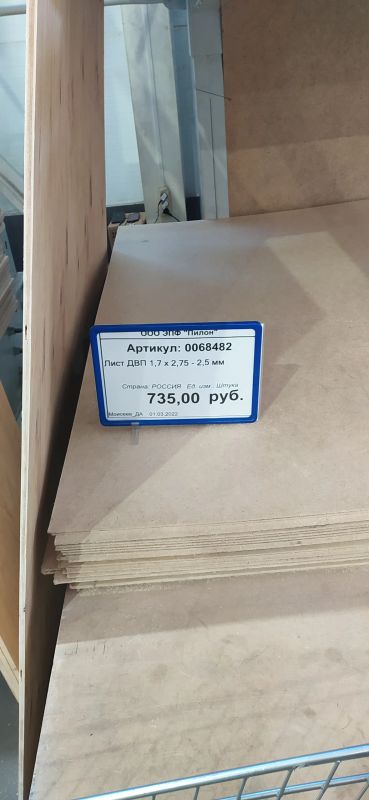 ООО ЗПФ "Пилон"
Артикул: 0068482
Лист ДВП 1,7 х 2,75 - 2,5 мм
Страна: РОССИЯ Ед. изм.: Штуки
735,00 руб.
Моисеев_ДА 01.03.2022